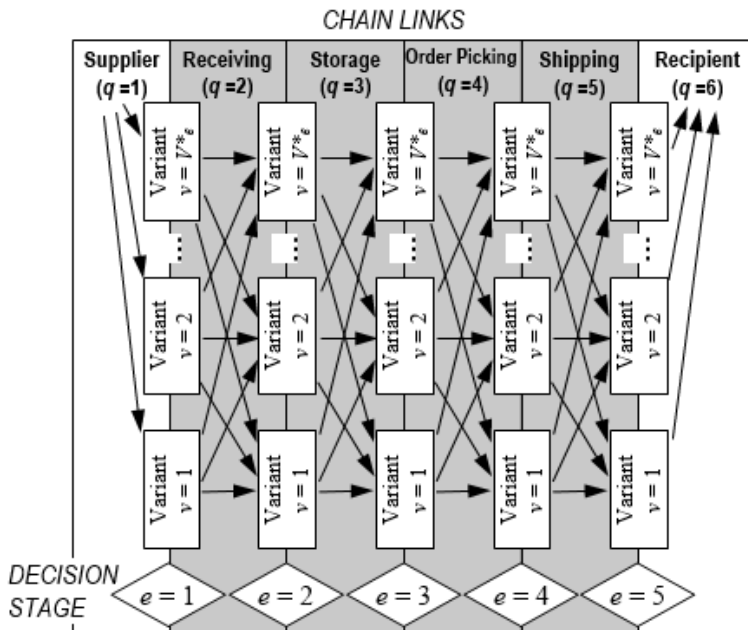 CHAIN LINKS
Supplier
(q =1)
Receiving
(q =2)
Storage
(q =3)
Order Picking
(q =4)
Shipping
(q =5)
Recipient
(q =6)
Variant
v = V*e
Variant
v = V*e
Variant
v = V*e
Variant
v = V*e
Variant
v = V*e
...
...
...
...
...
Variant
v = 2
Variant
v = 2
Variant
v = 2
Variant
v = 2
Variant
v = 2
Variant
v = 1
Variant
v = 1
Variant
v = 1
Variant
v = 1
Variant
v = 1
DECISION
STAGE
e = 1
e = 2
e = 3
e = 4
e = 5